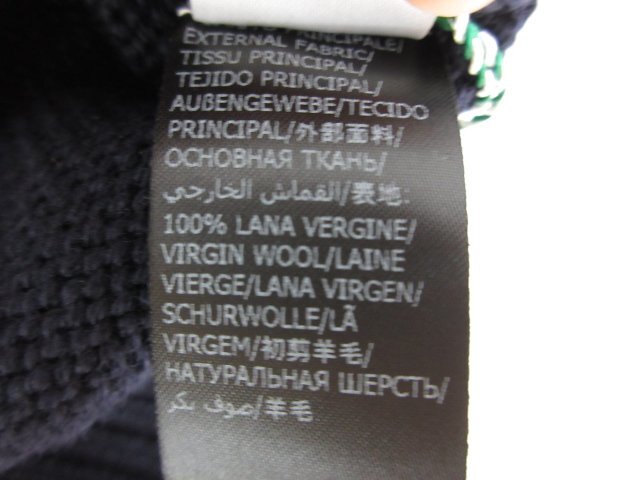 PRINCIPALE/
EXTERNAL FABRIC/
TISSU PRINCIPAL/
TEJIDO PRINCIPAL/
AUßENGEWEBE/TECIDO
PRINCIPAL/外部面料/
ОСНОВНАЯ ТКАНЬ/
القماش الخارجي/表地:
100% LANA VERGINE/
VIRGIN WOOL/LAINE
VIERGE/LANA VIRGEN/
SCHURWOLLE/LÃ
VIRGEM/初剪羊毛/
НАТУРАЛЬНАЯ ШЕРСТЬ/
صوف بكر/羊毛